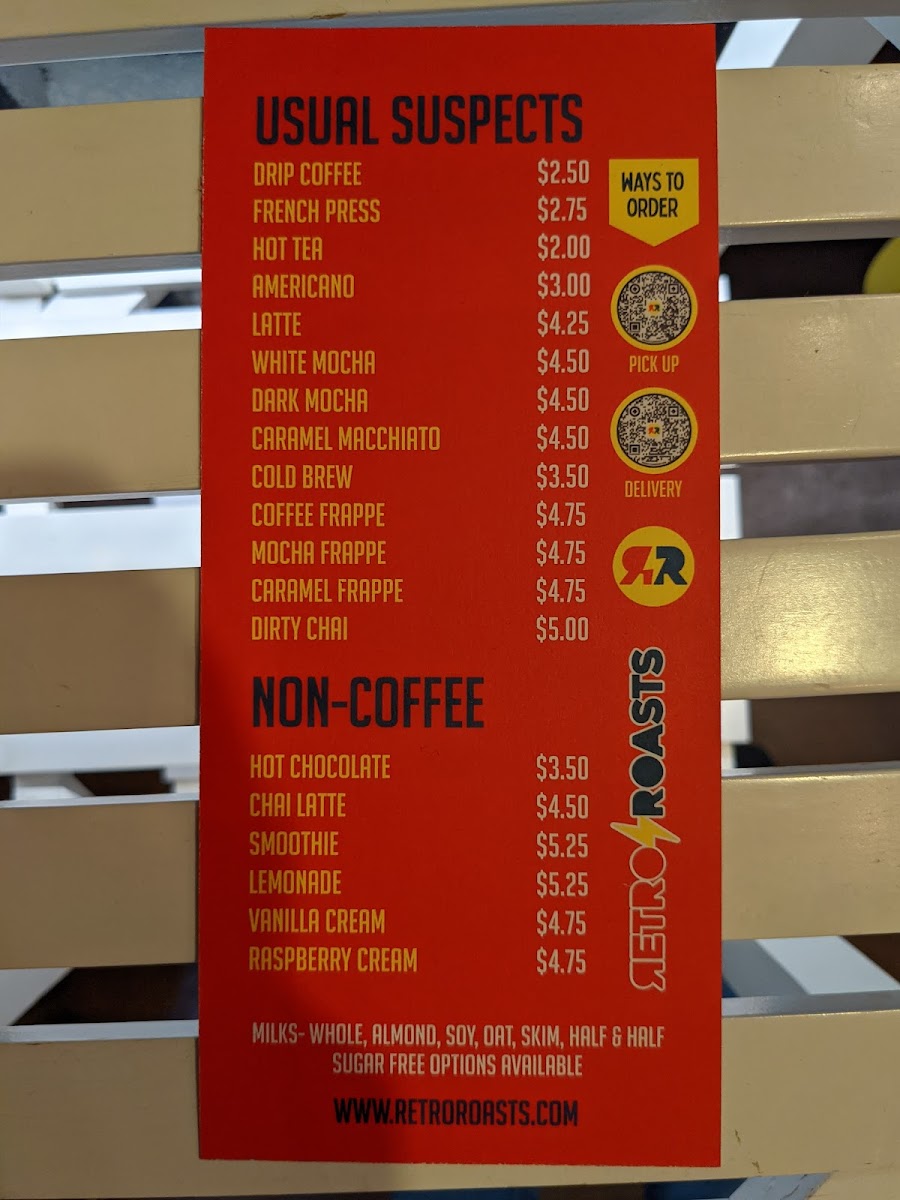 USUAL SUSPECTS
DRIP COFFEE $2.50
FRENCH PRESS $2.75
HOT TEA $2.00
AMERICANO $3.00
LATTE $4.25
WHITE MOCHA $4.50
DARK MOCHA $4.50
CARAMEL MACCHIATO $4.50
COLD BREW $3.50
COFFEE FRAPPE $4.75
MOCHA FRAPPE $4.75
CARAMEL FRAPPE $4.75
DIRTY CHAI $5.00
NON-COFFEE
HOT CHOCOLATE $3.50
CHAI LATTE $4.50
SMOOTHIE $5.25
LEMONADE $5.25
VANILLA CREAM $4.75
RASPBERRY CREAM $4.75
MILKS- WHOLE, ALMOND, SOY, OAT, SKIM, HALF & HALF
SUGAR FREE OPTIONS AVAILABLE
WWW.RETROROASTS.COM
WAYS TO
ORDER
PICK UP
DELIVERY
RR
RETRO ROASTS